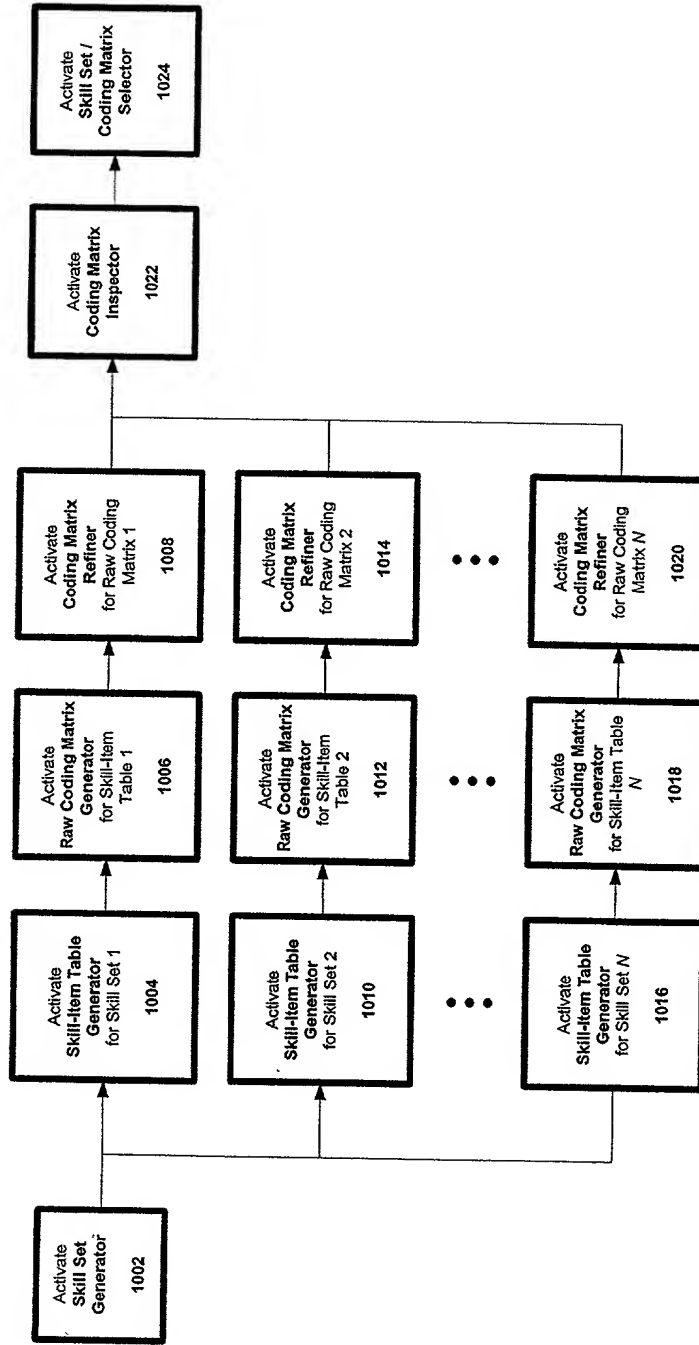 Activate
Skill Set
Generator
1002
Activate
Skill-Item Table
Generator
for Skill Set 1
1004
Activate
Raw Coding Matrix
Generator
for Skill-Item
Table 1
1006
Activate
Coding Matrix
Refiner
for Raw Coding
Matrix 1
1008
Activate
Skill-Item Table
Generator
for Skill Set 2
1010
Activate
Raw Coding Matrix
Generator
for Skill-Item
Table 2
1012
Activate
Coding Matrix
Refiner
for Raw Coding
Matrix 2
1014
Activate
Skill-Item Table
Generator
for Skill Set N
1016
Activate
Raw Coding Matrix
Generator
for Skill-Item Table
N
1018
Activate
Coding Matrix
Refiner
for Raw Coding
Matrix N
1020
Activate
Coding Matrix
Inspector
1022
Activate
Skill Set /
Coding Matrix
Selector
1024